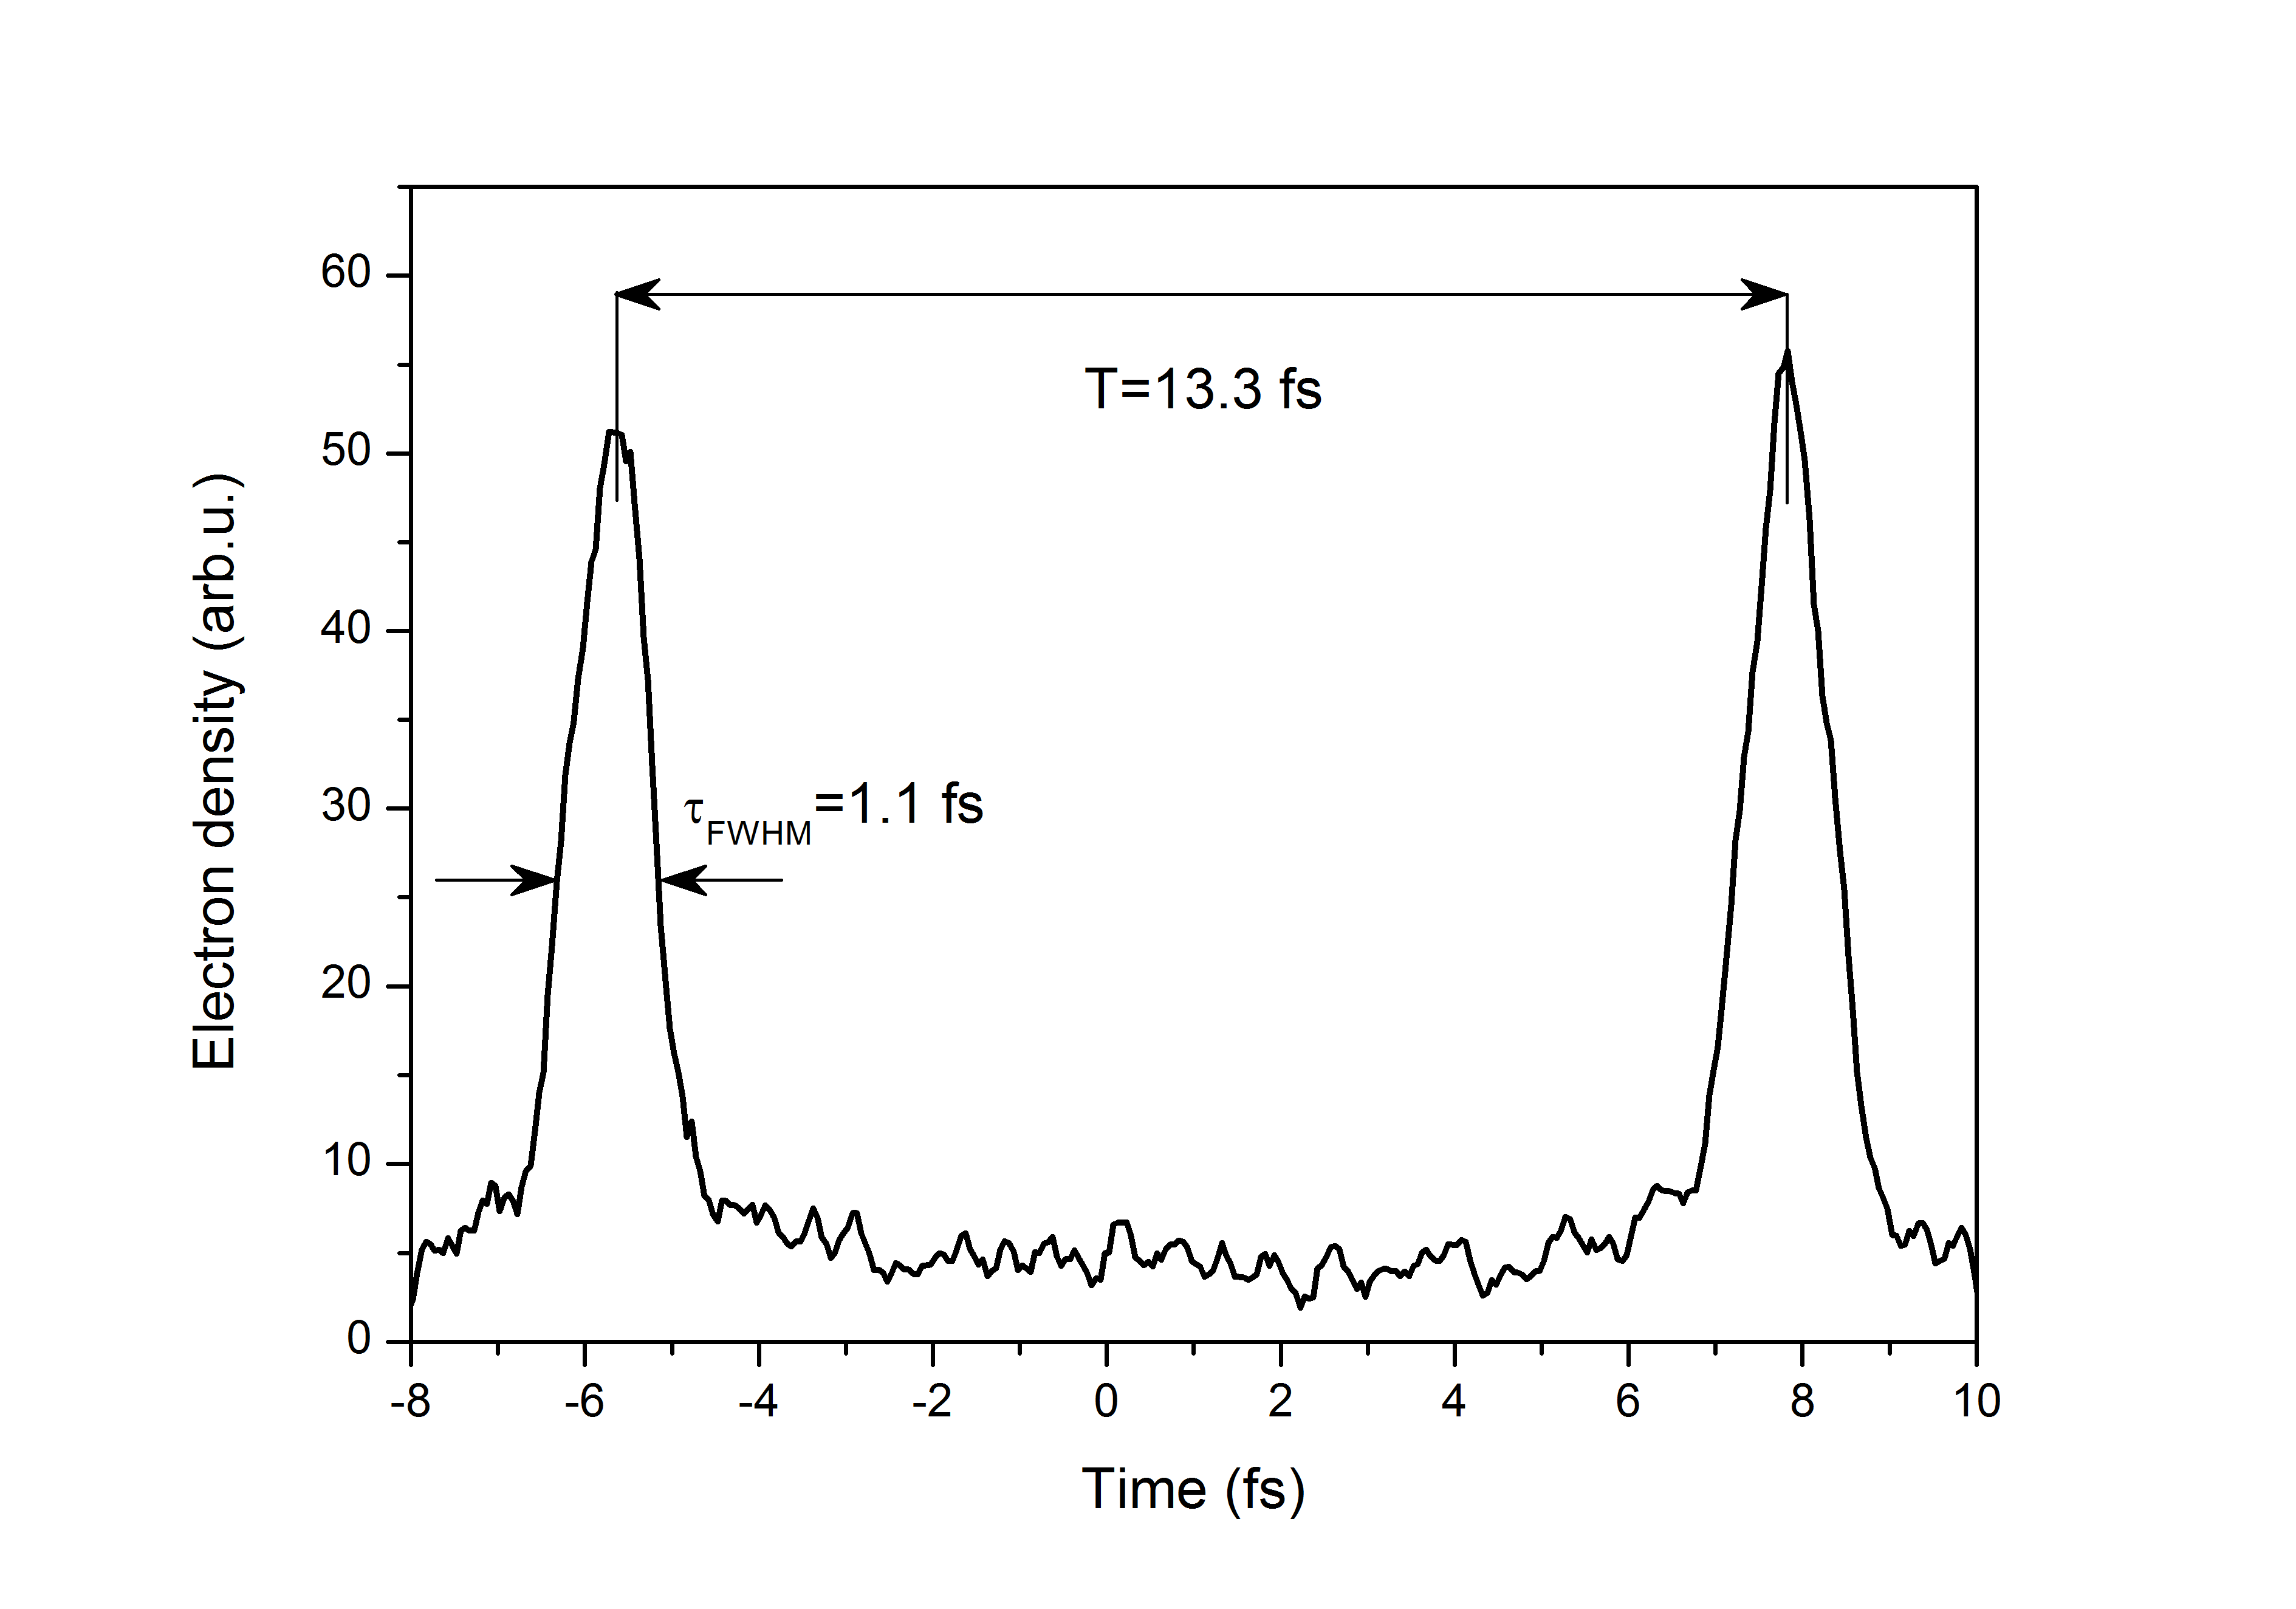 60
50
40
30
20
10
0
Electron density (arb.u.)
T=13.3 fs
τFWHM=1.1 fs
-8 -6 -4 -2 0 2 4 6 8 10
Time (fs)